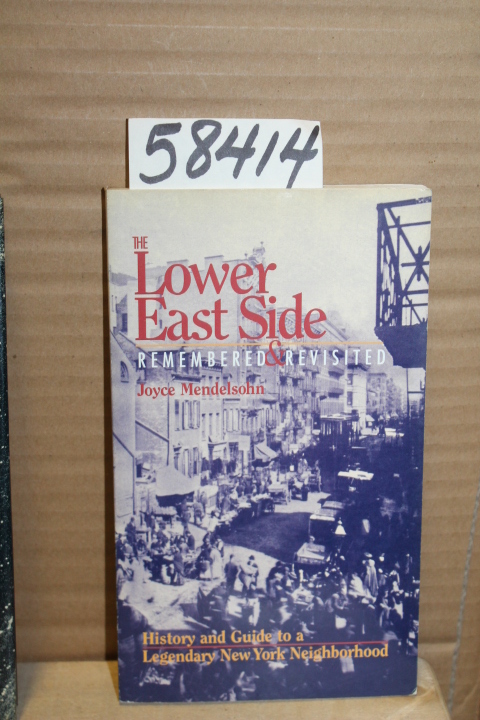 58414
THE
Lower
East Side
REMEMBERED & REVISITED
Joyce Mendelsohn
History and Guide to a
Legendary New York Neighborhood